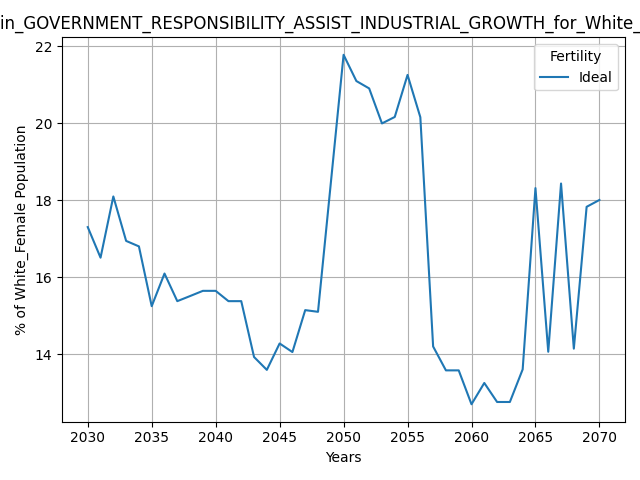 in_GOVERNMENT_RESPONSIBILITY_ASSIST_INDUSTRIAL_GROWTH_for_White_
Fertility
Ideal
22
20
18
16
14
% of White_Female Population
2030 2035 2040 2045 2050 2055 2060 2065 2070
Years